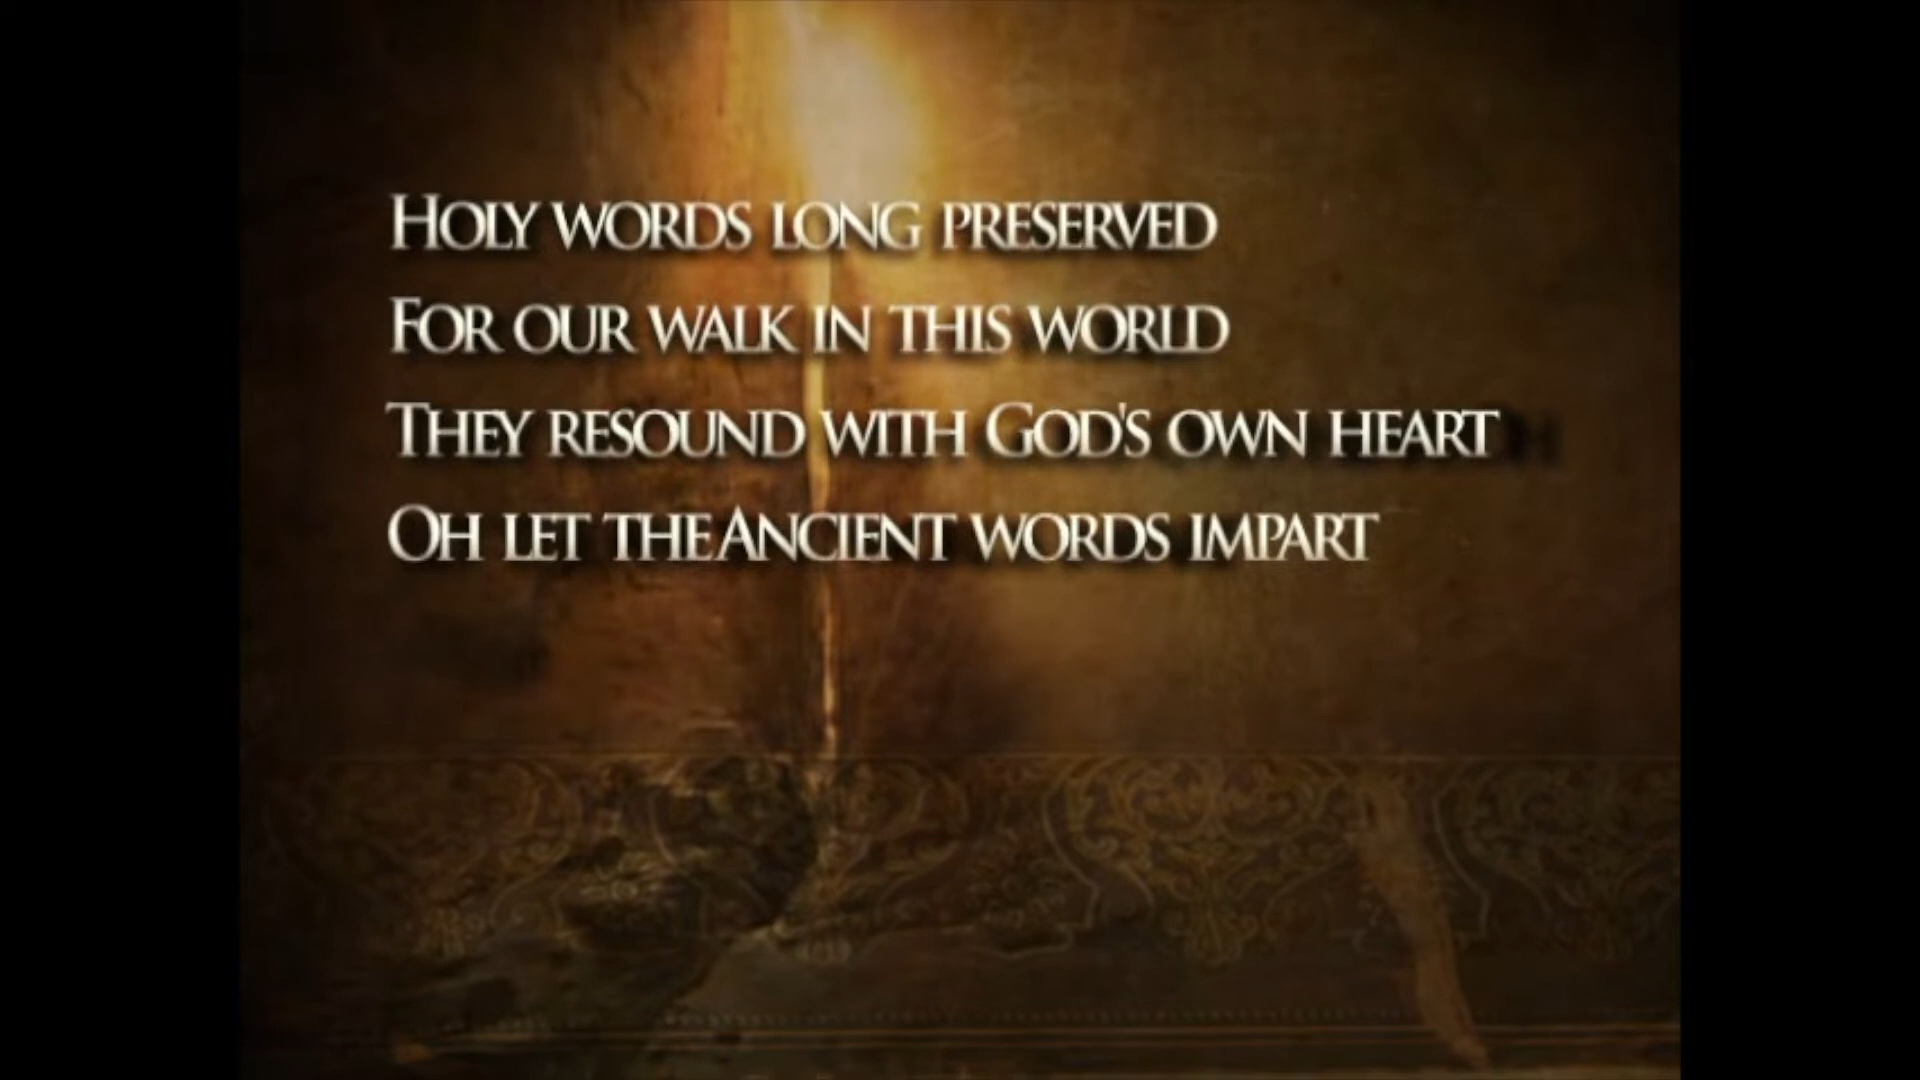 Holy words long preserved
For our walk in this world
They resound with God's own heart
Oh let the Ancient words impart